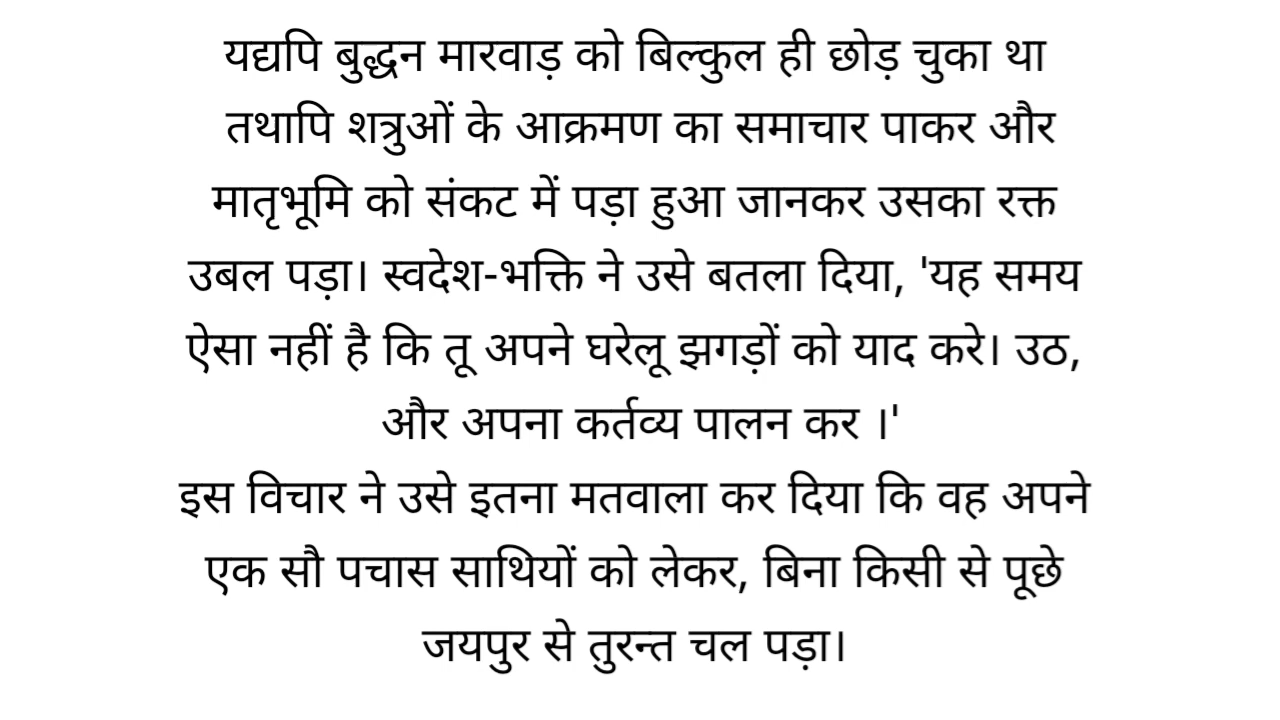 यद्यपि बुद्धन मारवाड़ को बिल्कुल ही छोड़ चुका था
तथापि शत्रुओं के आक्रमण का समाचार पाकर और
मातृभूमि को संकट में पड़ा हुआ जानकर उसका रक्त
उबल पड़ा। स्वदेश-भक्ति ने उसे बतला दिया, 'यह समय
ऐसा नहीं है कि तू अपने घरेलू झगड़ों को याद करे। उठ,
और अपना कर्तव्य पालन कर ।'
इस विचार ने उसे इतना मतवाला कर दिया कि वह अपने
एक सौ पचास साथियों को लेकर, बिना किसी से पूछे
जयपुर से तुरन्त चल पड़ा।